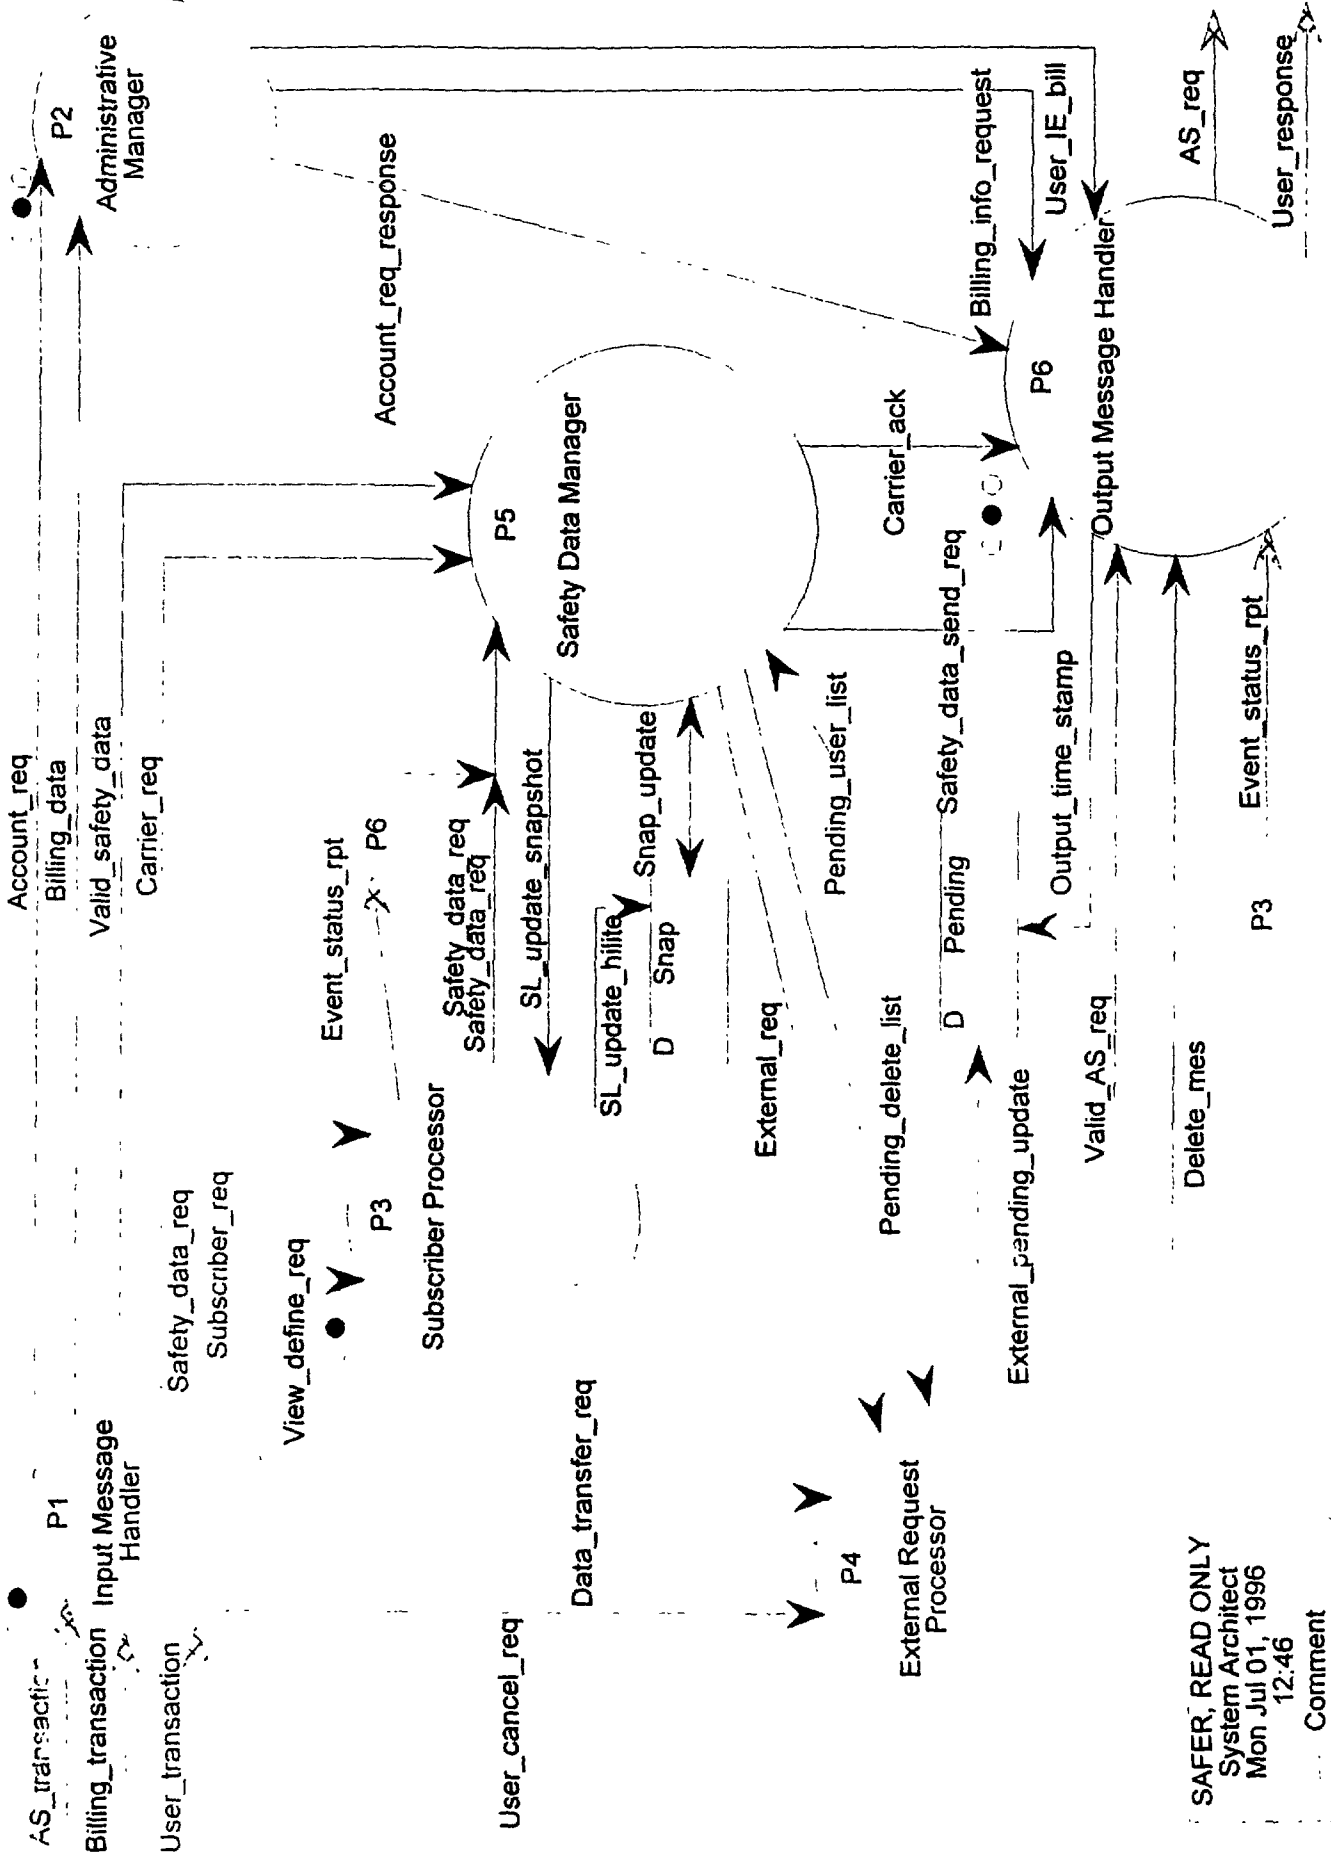 AS_transaction
Billing_transaction
User_transaction
P1
Input Message
Handler
Account_req
Billing_data
Valid_safety_data
Carrier_req
P2
Administrative
Manager
Safety_data_req
Subscriber_req
View_define_req
P3
Subscriber Processor
Event_status_rpt
P6
Safety_data_req
Safety_data_req
SL_update_snapshot
SL_update_hilite
Snap_update
D
Snap
P5
Safety Data Manager
Account_req_response
Billing_info_request
User_IE_bill
User_cancel_req
Data_transfer_req
External_req
Pending_user_list
Pending_delete_list
Carrier_ack
Safety_data_send_req
P4
External Request
Processor
D
Pending
External_pending_update
Output_time_stamp
P6
Output Message Handler
Valid_AS_req
Delete_mes
P3
Event_status_rpt
AS_req
User_response
SAFER, READ ONLY
System Architect
Mon Jul 01, 1996
12:46
Comment